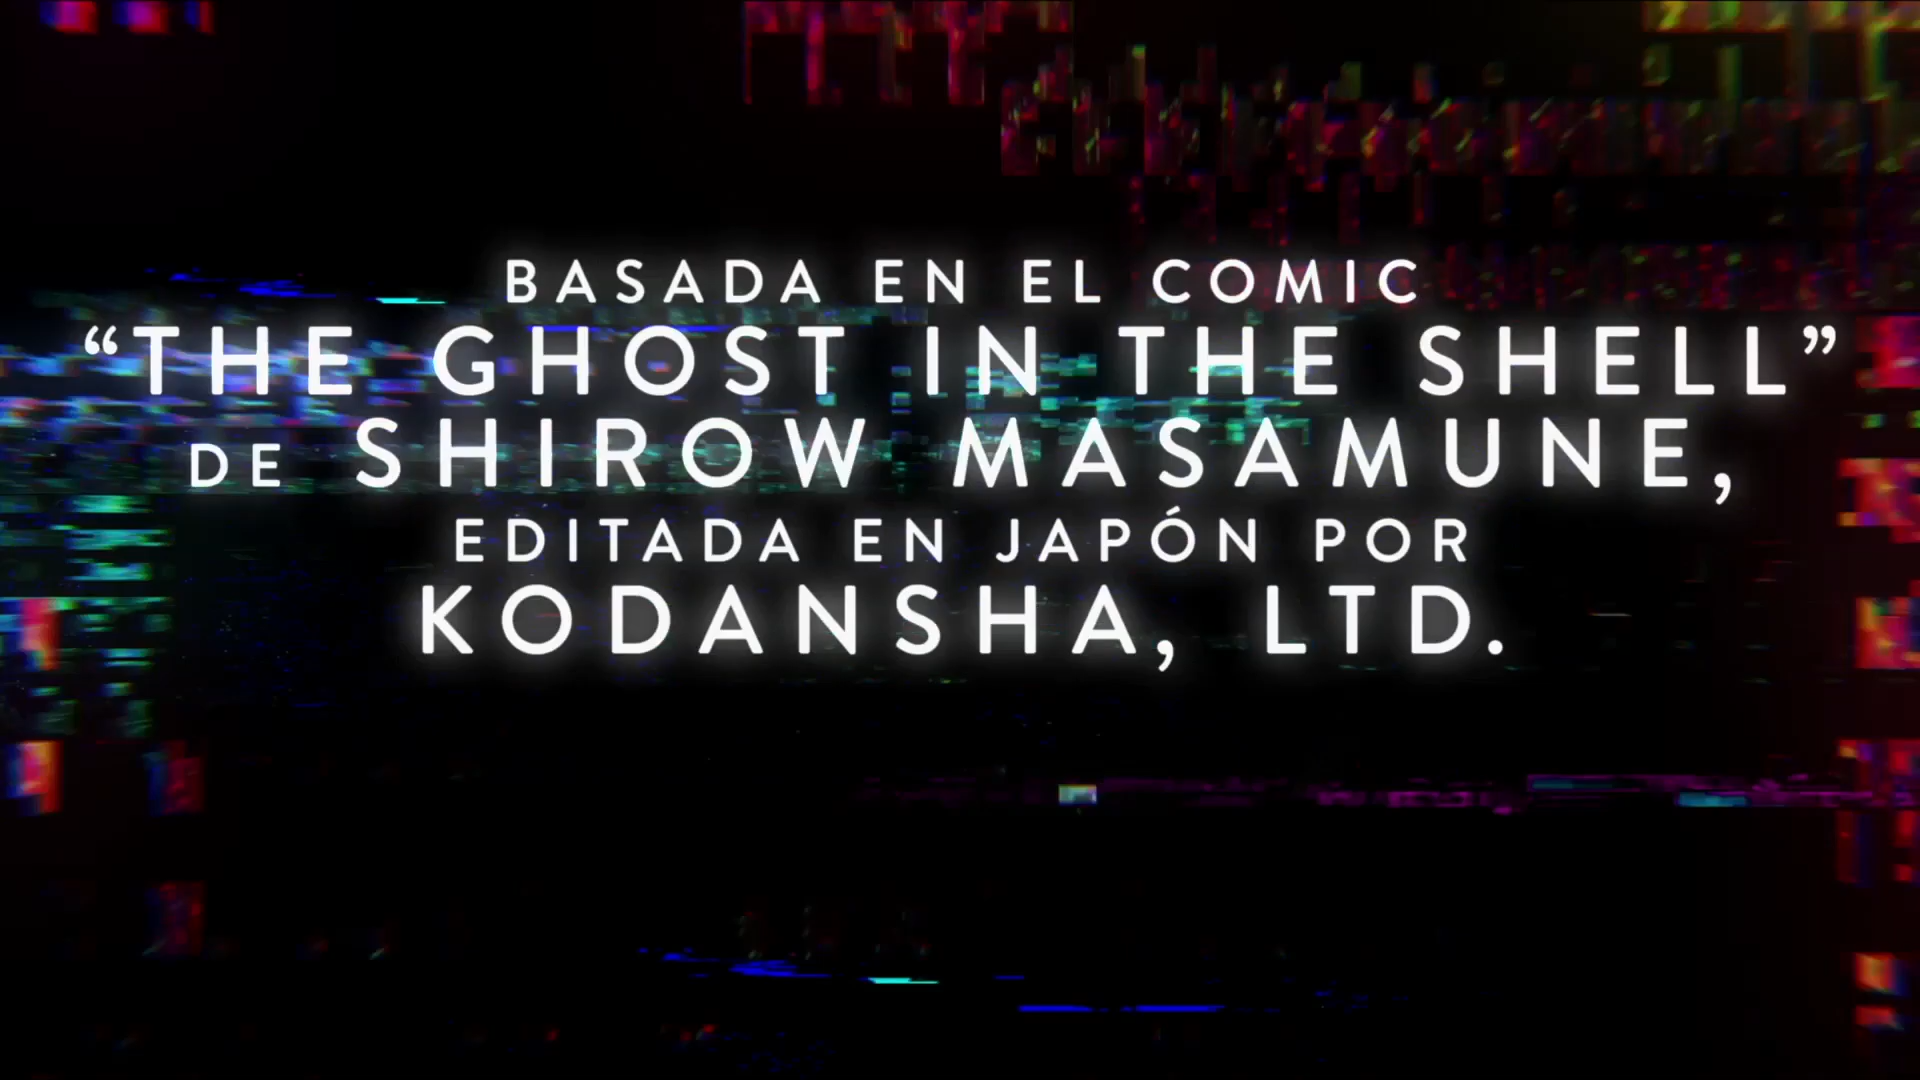 BASADA EN EL COMIC
“THE GHOST IN THE SHELL”
DE SHIROW MASAMUNE,
EDITADA EN JAPÓN POR
KODANSHA, LTD.